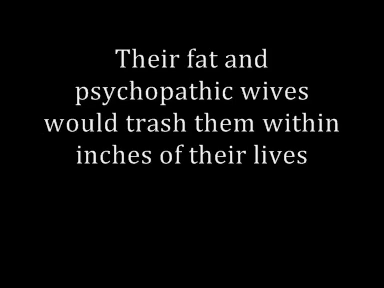 Their fat and
psychopathic wives
would trash them within
inches of their lives